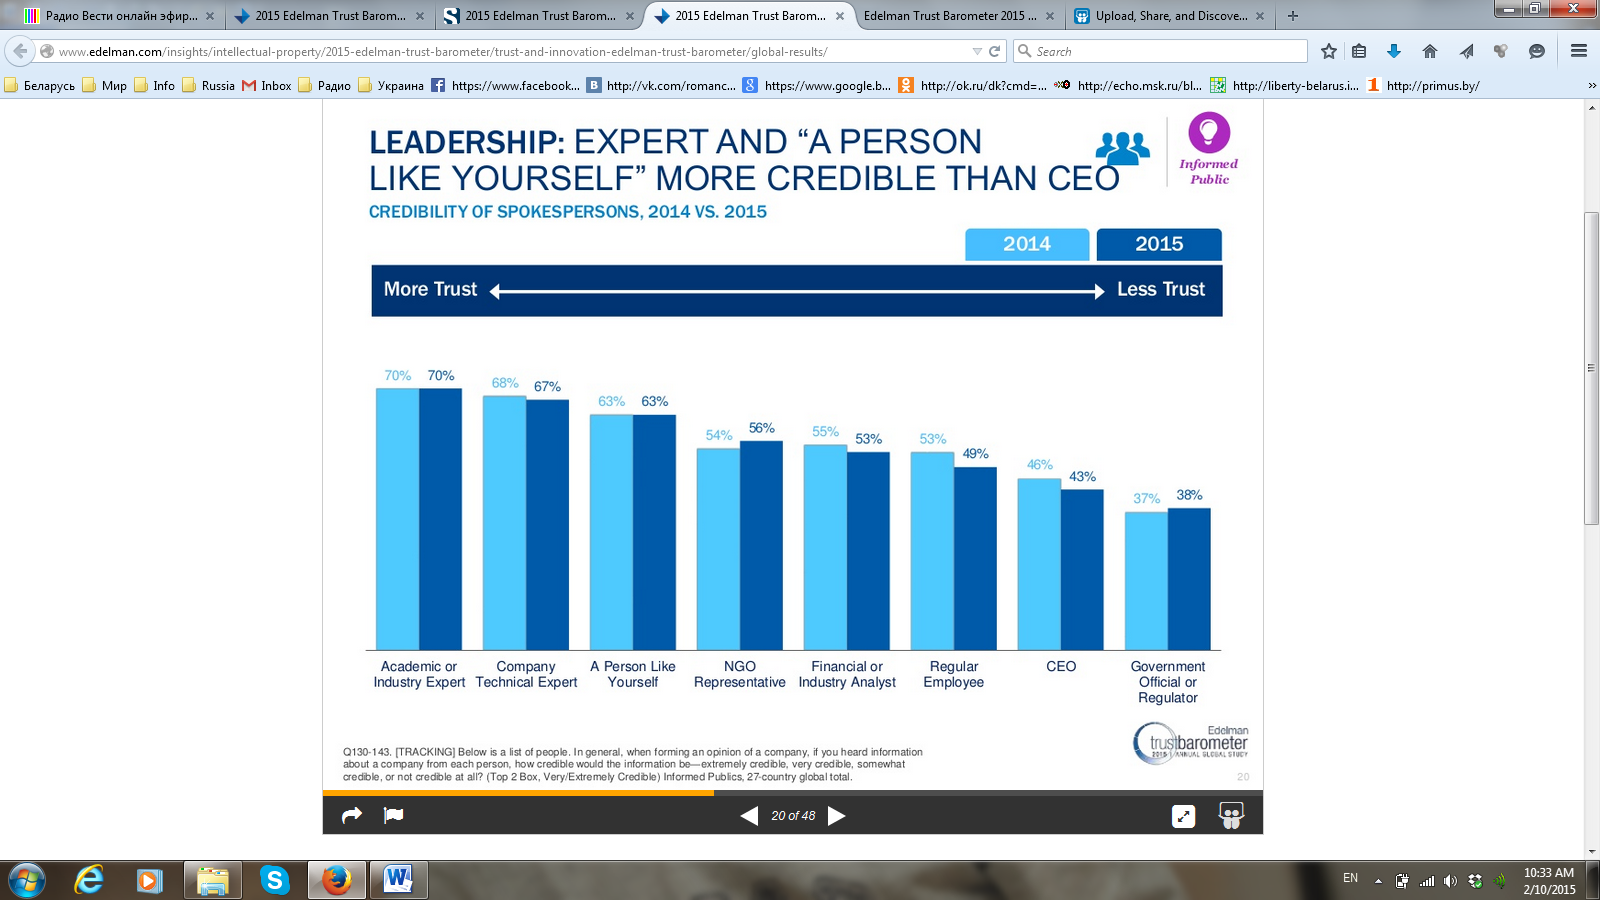 Радио Вести онлайн эфир...
2015 Edelman Trust Barom...
2015 Edelman Trust Barom...
2015 Edelman Trust Barom...
Edelman Trust Barometer 2015 ...
Upload, Share, and Discove...
www.edelman.com/insights/intellectual-property/2015-edelman-trust-barometer/trust-and-innovation-edelman-trust-barometer/global-results/
Search
Беларусь
Мир
Info
Russia
Inbox
Радио
Украина
https://www.facebook...
http://vk.com/romanc...
https://www.google.b...
http://ok.ru/dk?cmd=...
http://echo.msk.ru/bl...
http://liberty-belarus.i...
http://primus.by/
LEADERSHIP: EXPERT AND “A PERSON
LIKE YOURSELF” MORE CREDIBLE THAN CEO
Informed
Public
CREDIBILITY OF SPOKESPERSONS, 2014 VS. 2015
2014
2015
More Trust
Less Trust
70% 70%
68% 67%
63% 63%
54% 56%
55% 53%
53% 49%
46% 43%
37% 38%
Academic or
Industry Expert
Company
Technical Expert
A Person Like
Yourself
NGO
Representative
Financial or
Industry Analyst
Regular
Employee
CEO
Government
Official or
Regulator
Edelman
trustbarometer
2015 ANNUAL GLOBAL STUDY
Q130-143. [TRACKING] Below is a list of people. In general, when forming an opinion of a company, if you heard information
about a company from each person, how credible would the information be—extremely credible, very credible, somewhat
credible, or not credible at all? (Top 2 Box, Very/Extremely Credible) Informed Publics, 27-country global total.
20
20 of 48
EN
10:33 AM
2/10/2015